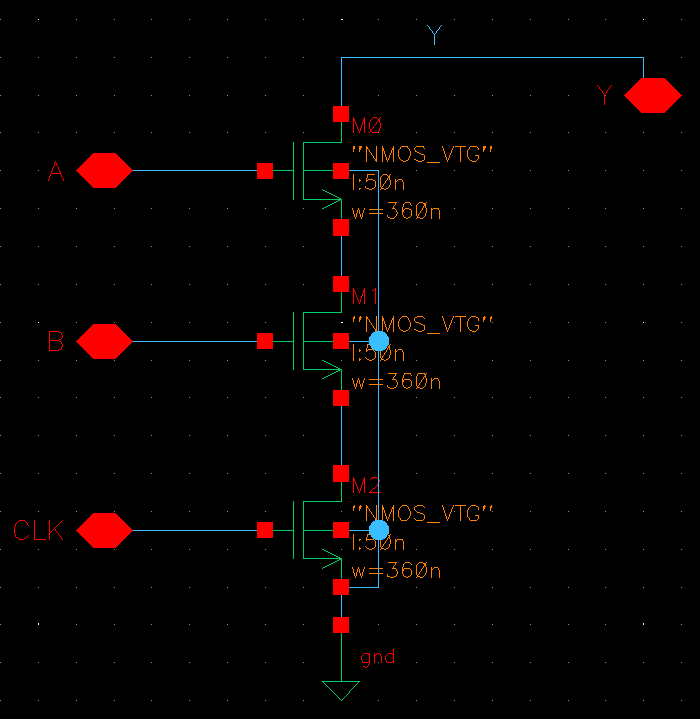 Y
Y
M0
"NMOS_VTG"
A
l:50n
w=360n
M1
"NMOS_VTG"
B
l:50n
w=360n
M2
"NMOS_VTG"
CLK
l:50n
w=360n
gnd